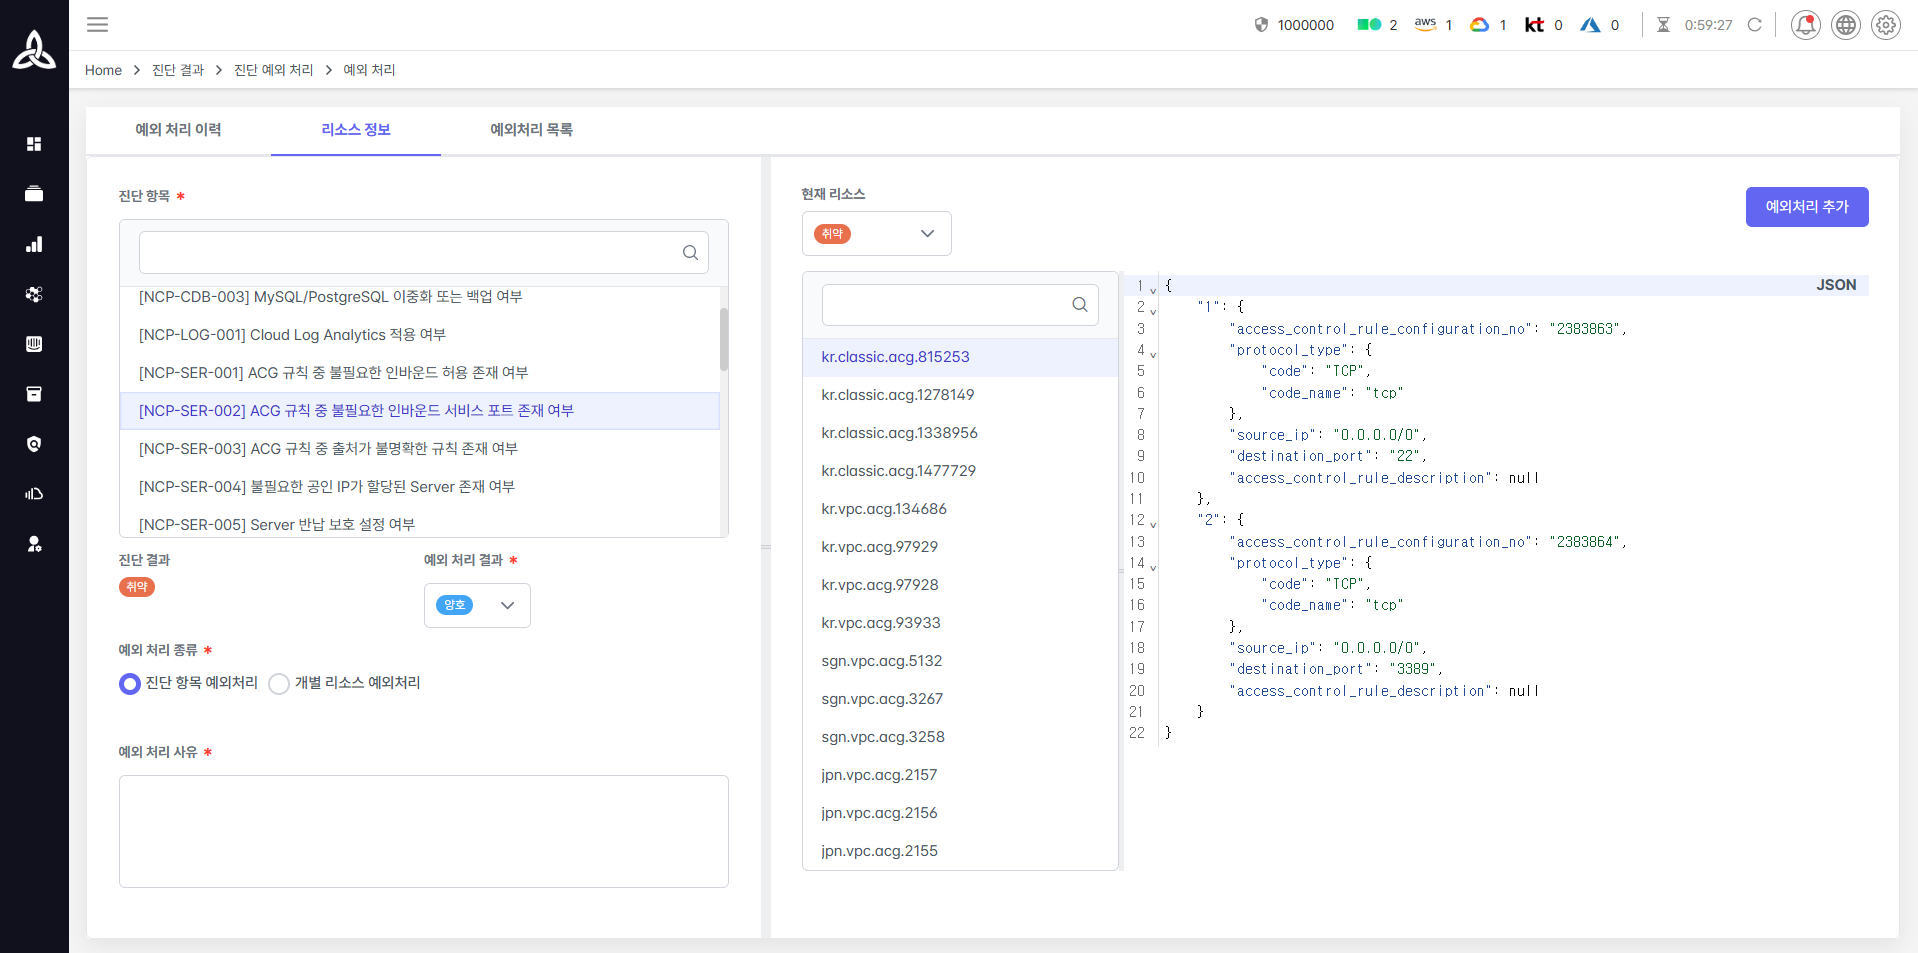 1000000
2
aws 1
1
kt 0
0
0:59:27
Home > 진단 결과 > 진단 예외 처리 > 예외 처리
예외 처리 이력
리소스 정보
예외처리 목록
진단 항목 *
[NCP-CDB-003] MySQL/PostgreSQL 이중화 또는 백업 여부
[NCP-LOG-001] Cloud Log Analytics 적용 여부
[NCP-SER-001] ACG 규칙 중 불필요한 인바운드 허용 존재 여부
[NCP-SER-002] ACG 규칙 중 불필요한 인바운드 서비스 포트 존재 여부
[NCP-SER-003] ACG 규칙 중 출처가 불명확한 규칙 존재 여부
[NCP-SER-004] 불필요한 공인 IP가 할당된 Server 존재 여부
[NCP-SER-005] Server 반납 보호 설정 여부
진단 결과
취약
예외 처리 결과 *
양호
예외 처리 종류 *
진단 항목 예외처리
개별 리소스 예외처리
예외 처리 사유 *
현재 리소스
취약
예외처리 추가
kr.classic.acg.815253
kr.classic.acg.1278149
kr.classic.acg.1338956
kr.classic.acg.1477729
kr.vpc.acg.134686
kr.vpc.acg.97929
kr.vpc.acg.97928
kr.vpc.acg.93933
sgn.vpc.acg.5132
sgn.vpc.acg.3267
sgn.vpc.acg.3258
jpn.vpc.acg.2157
jpn.vpc.acg.2156
jpn.vpc.acg.2155
JSON
1 {
2 "1": {
3 "access_control_rule_configuration_no": "2383863",
4 "protocol_type": {
5 "code": "TCP",
6 "code_name": "tcp"
7 },
8 "source_ip": "0.0.0.0/0",
9 "destination_port": "22",
10 "access_control_rule_description": null
11 },
12 "2": {
13 "access_control_rule_configuration_no": "2383864",
14 "protocol_type": {
15 "code": "TCP",
16 "code_name": "tcp"
17 },
18 "source_ip": "0.0.0.0/0",
19 "destination_port": "3389",
20 "access_control_rule_description": null
21 }
22 }